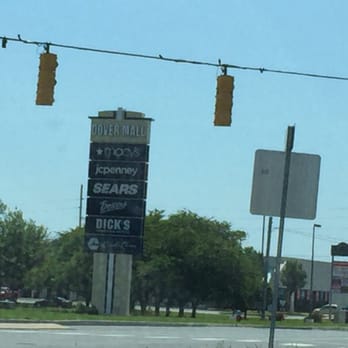 DOVER MALL
macy's
jcpenney
SEARS
DICK'S